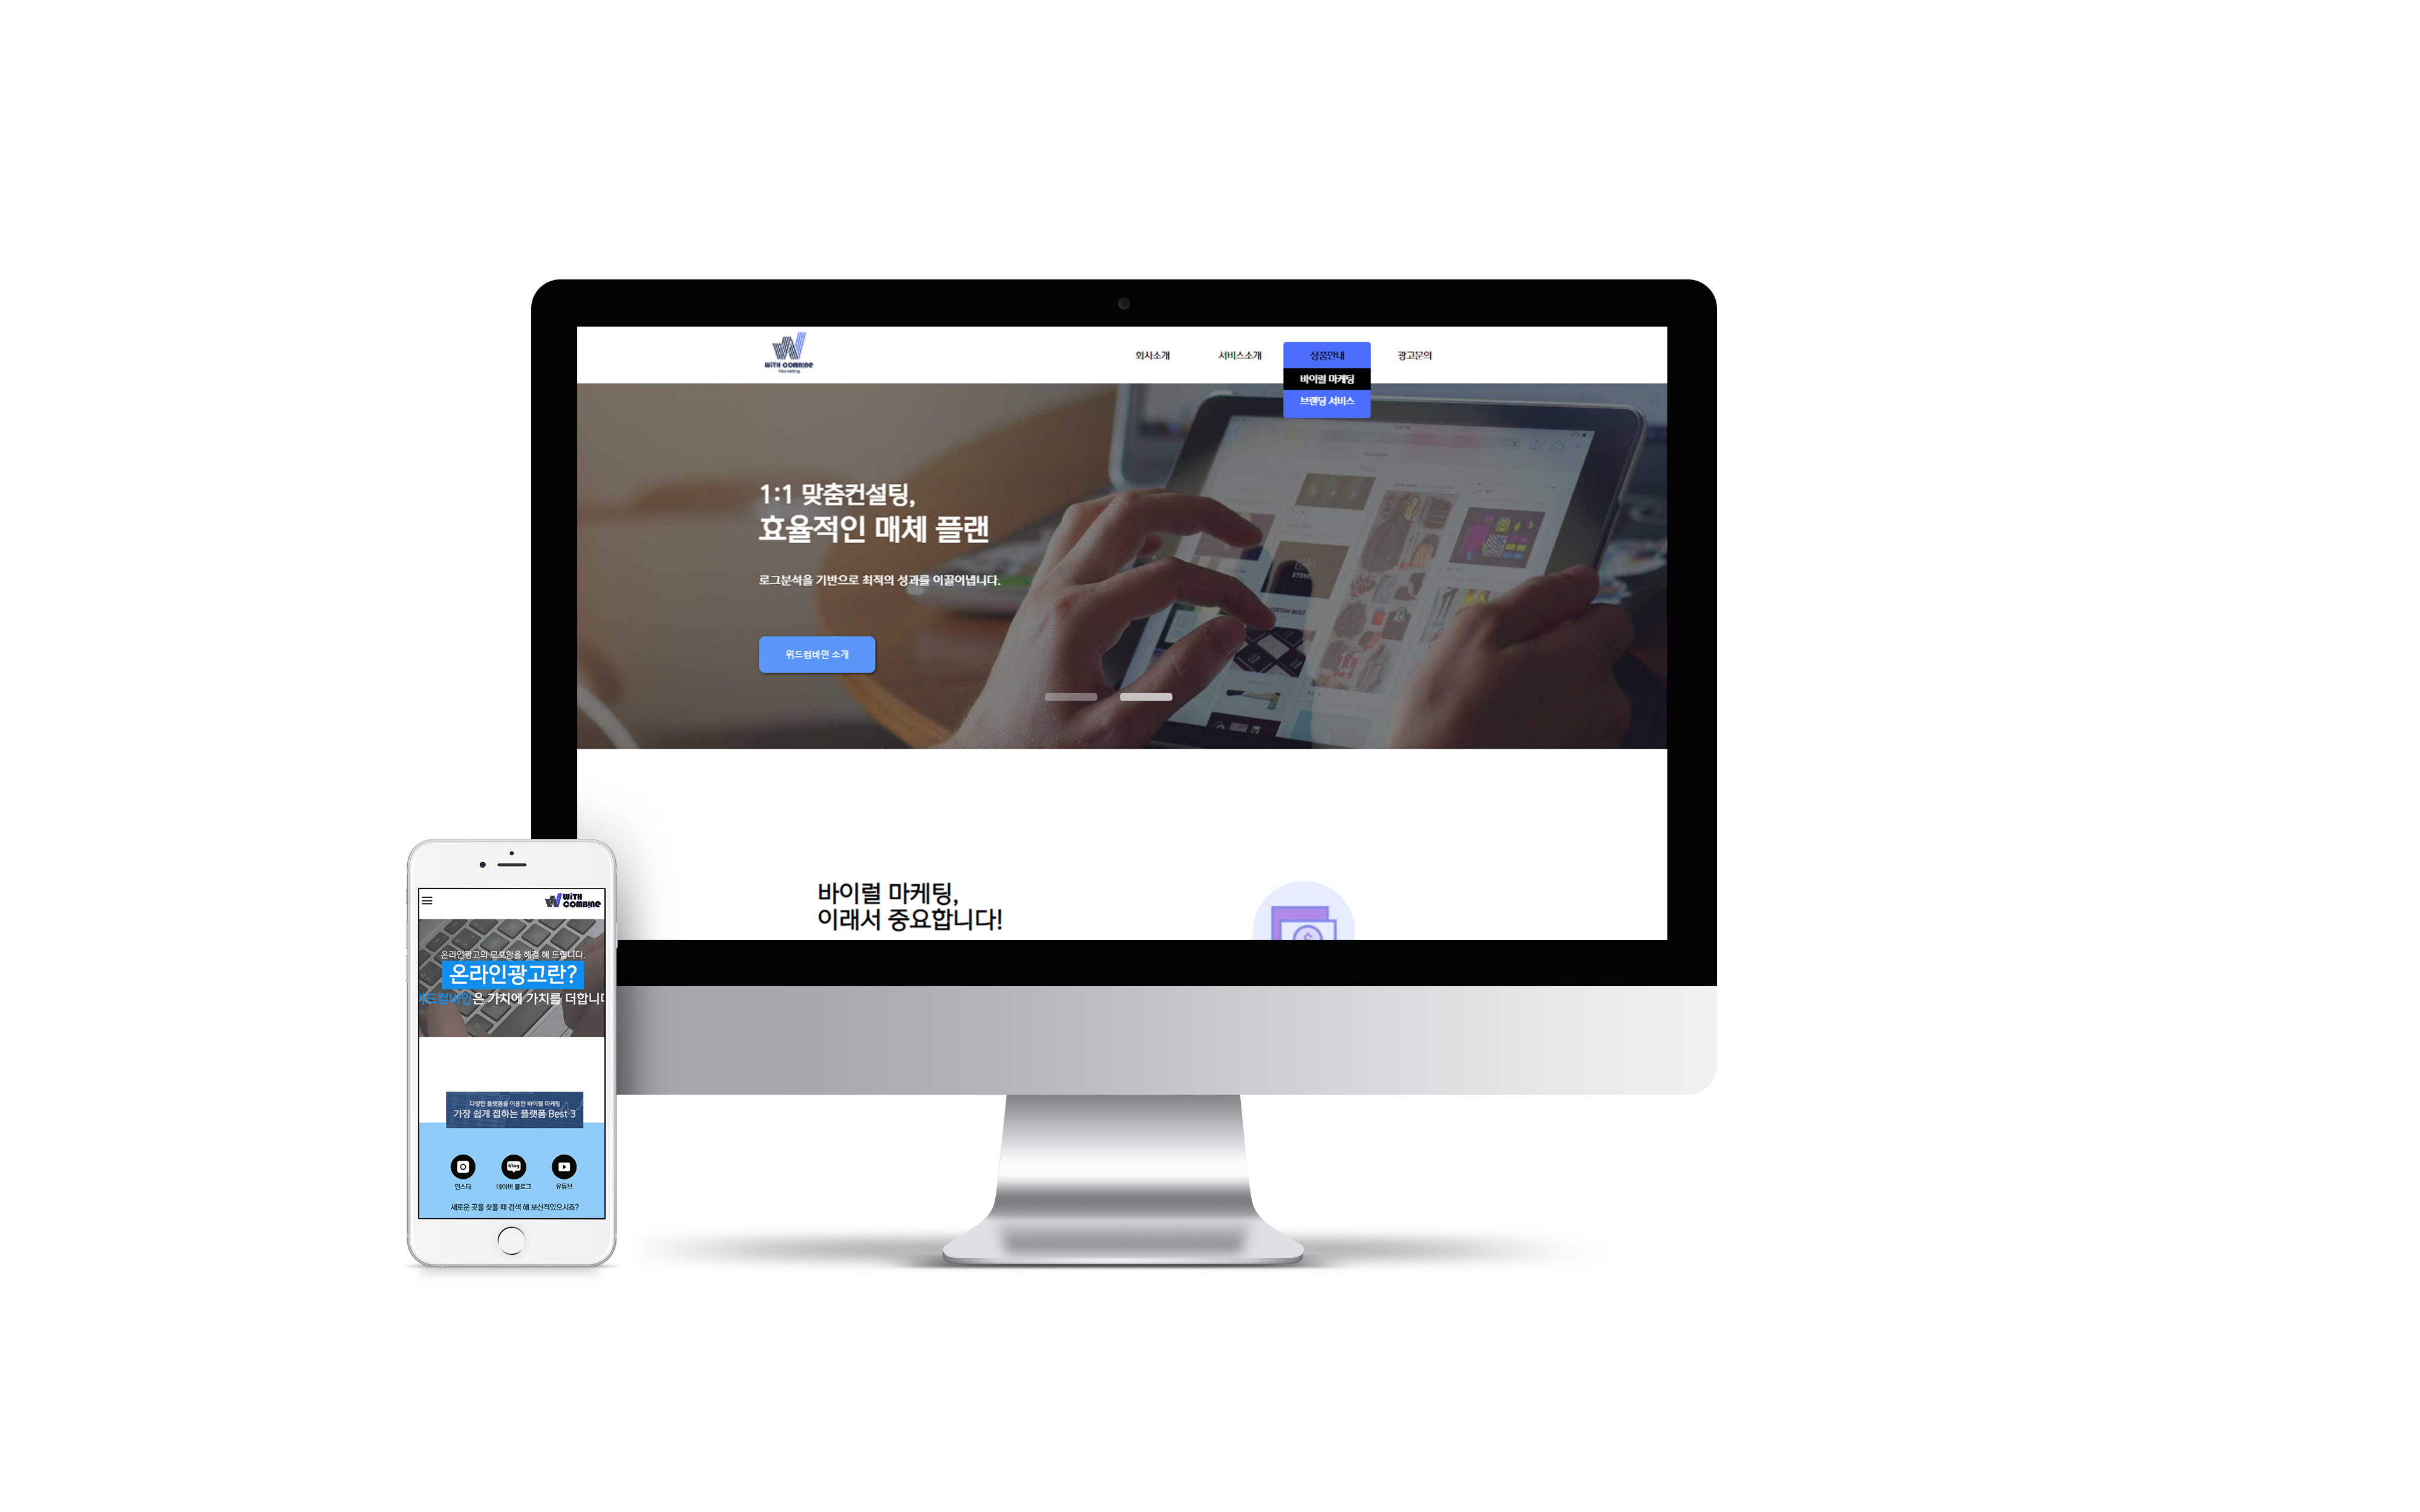 WITH COMBINE
Marketing
회사소개
서비스소개
상품안내
광고문의
바이럴 마케팅
브랜딩 서비스
1:1 맞춤컨설팅,
효율적인 매체 플랜
로그분석을 기반으로 최적의 성과를 이끌어냅니다.
위드컴바인 소개
바이럴 마케팅,
이래서 중요합니다!
WITH
COMBINE
온라인광고의 모호함을 해결 해 드립니다.
온라인광고란?
드컴바인은 가치에 가치를 더합니다
다양한 플랫폼을 이용한 바이럴 마케팅
가장 쉽게 접하는 플랫폼 Best 3
blog
인스타
네이버 블로그
유튜브
새로운 곳을 찾을 때 검색 해 보신적있으시죠?